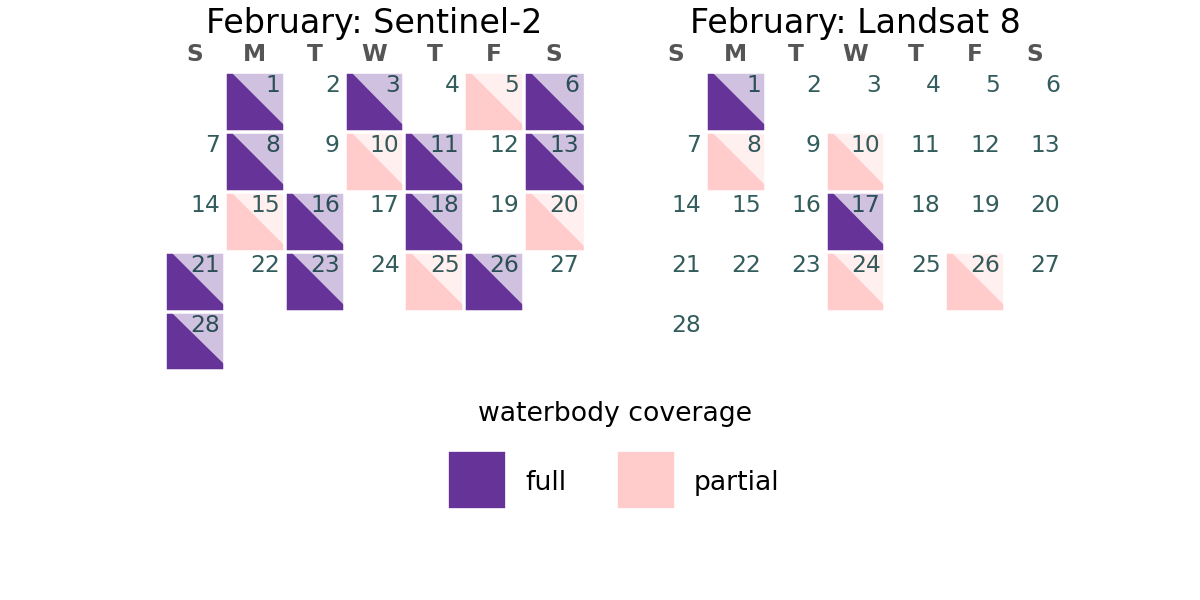 February: Sentinel-2
S M T W T F S
1 2 3 4 5 6
7 8 9 10 11 12 13
14 15 16 17 18 19 20
21 22 23 24 25 26 27
28
February: Landsat 8
S M T W T F S
1 2 3 4 5 6
7 8 9 10 11 12 13
14 15 16 17 18 19 20
21 22 23 24 25 26 27
28
waterbody coverage
full partial